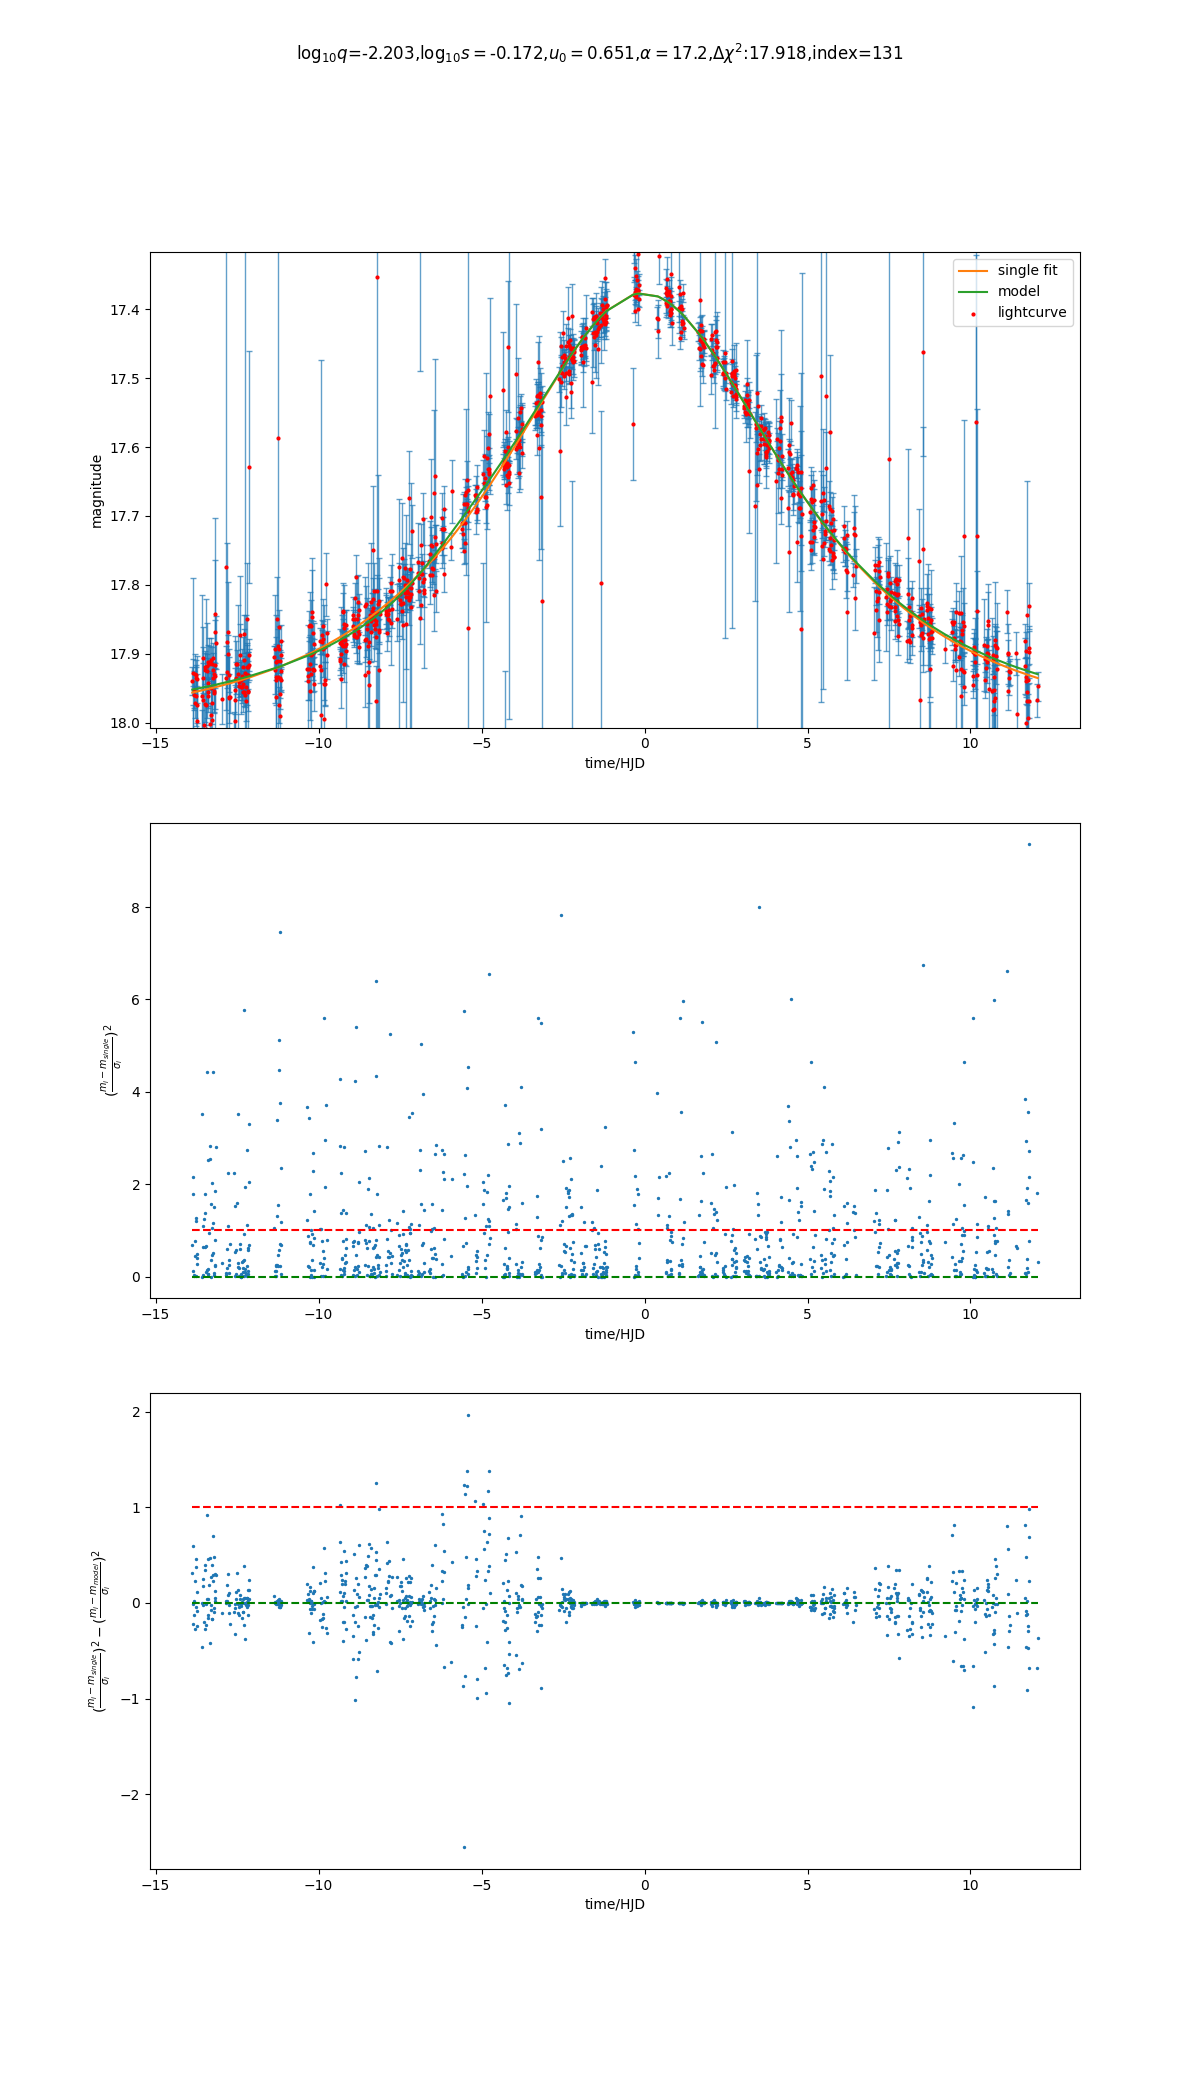 log₁₀q=-2.203,log₁₀s = -0.172,u₀ = 0.651,α = 17.2,Δχ²:17.918,index=131
single fit
model
lightcurve
17.4
17.5
17.6
17.7
17.8
17.9
18.0
magnitude
−15 −10 −5 0 5 10
time/HJD
8
6
4
2
0
(mᵢ − m_single / σᵢ)²
−15 −10 −5 0 5 10
time/HJD
2
1
0
−1
−2
(mᵢ − m_single / σᵢ)² − (mᵢ − m_model / σᵢ)²
−15 −10 −5 0 5 10
time/HJD